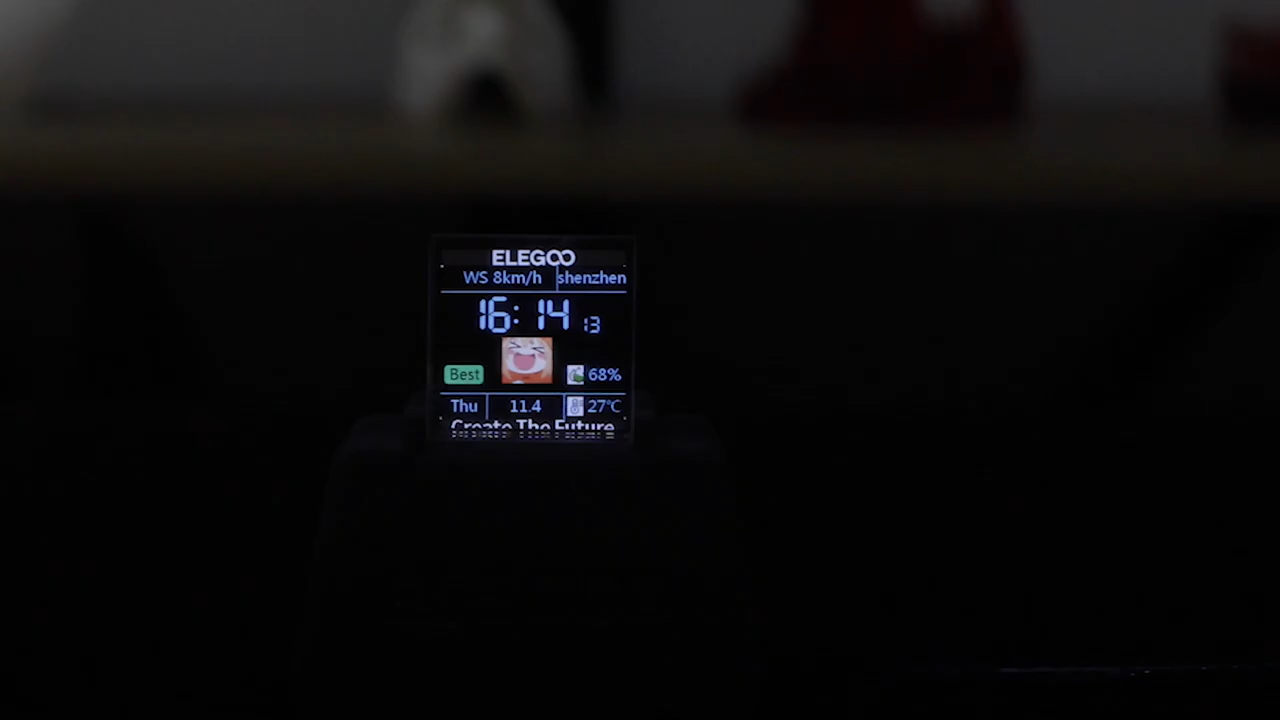 ELEGOO
WS 8km/h shenzhen
16:14 13
Best 68%
Thu 11.4 27℃
Create The Future